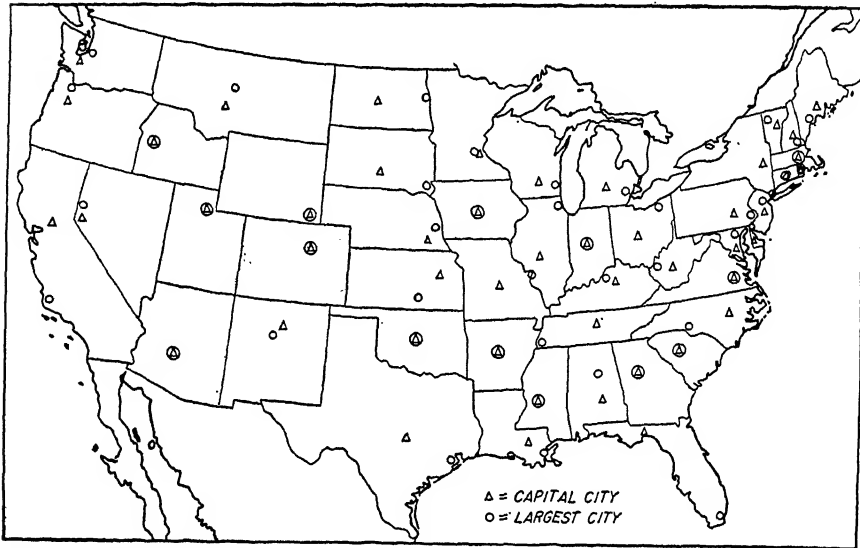 △ = CAPITAL CITY
○ = LARGEST CITY